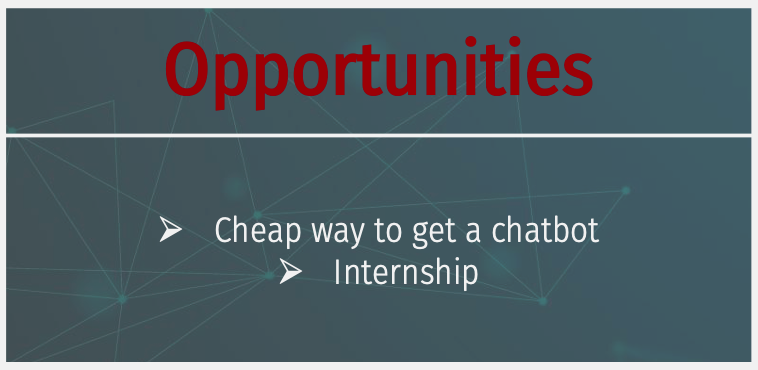 Opportunities
➢ Cheap way to get a chatbot
➢ Internship